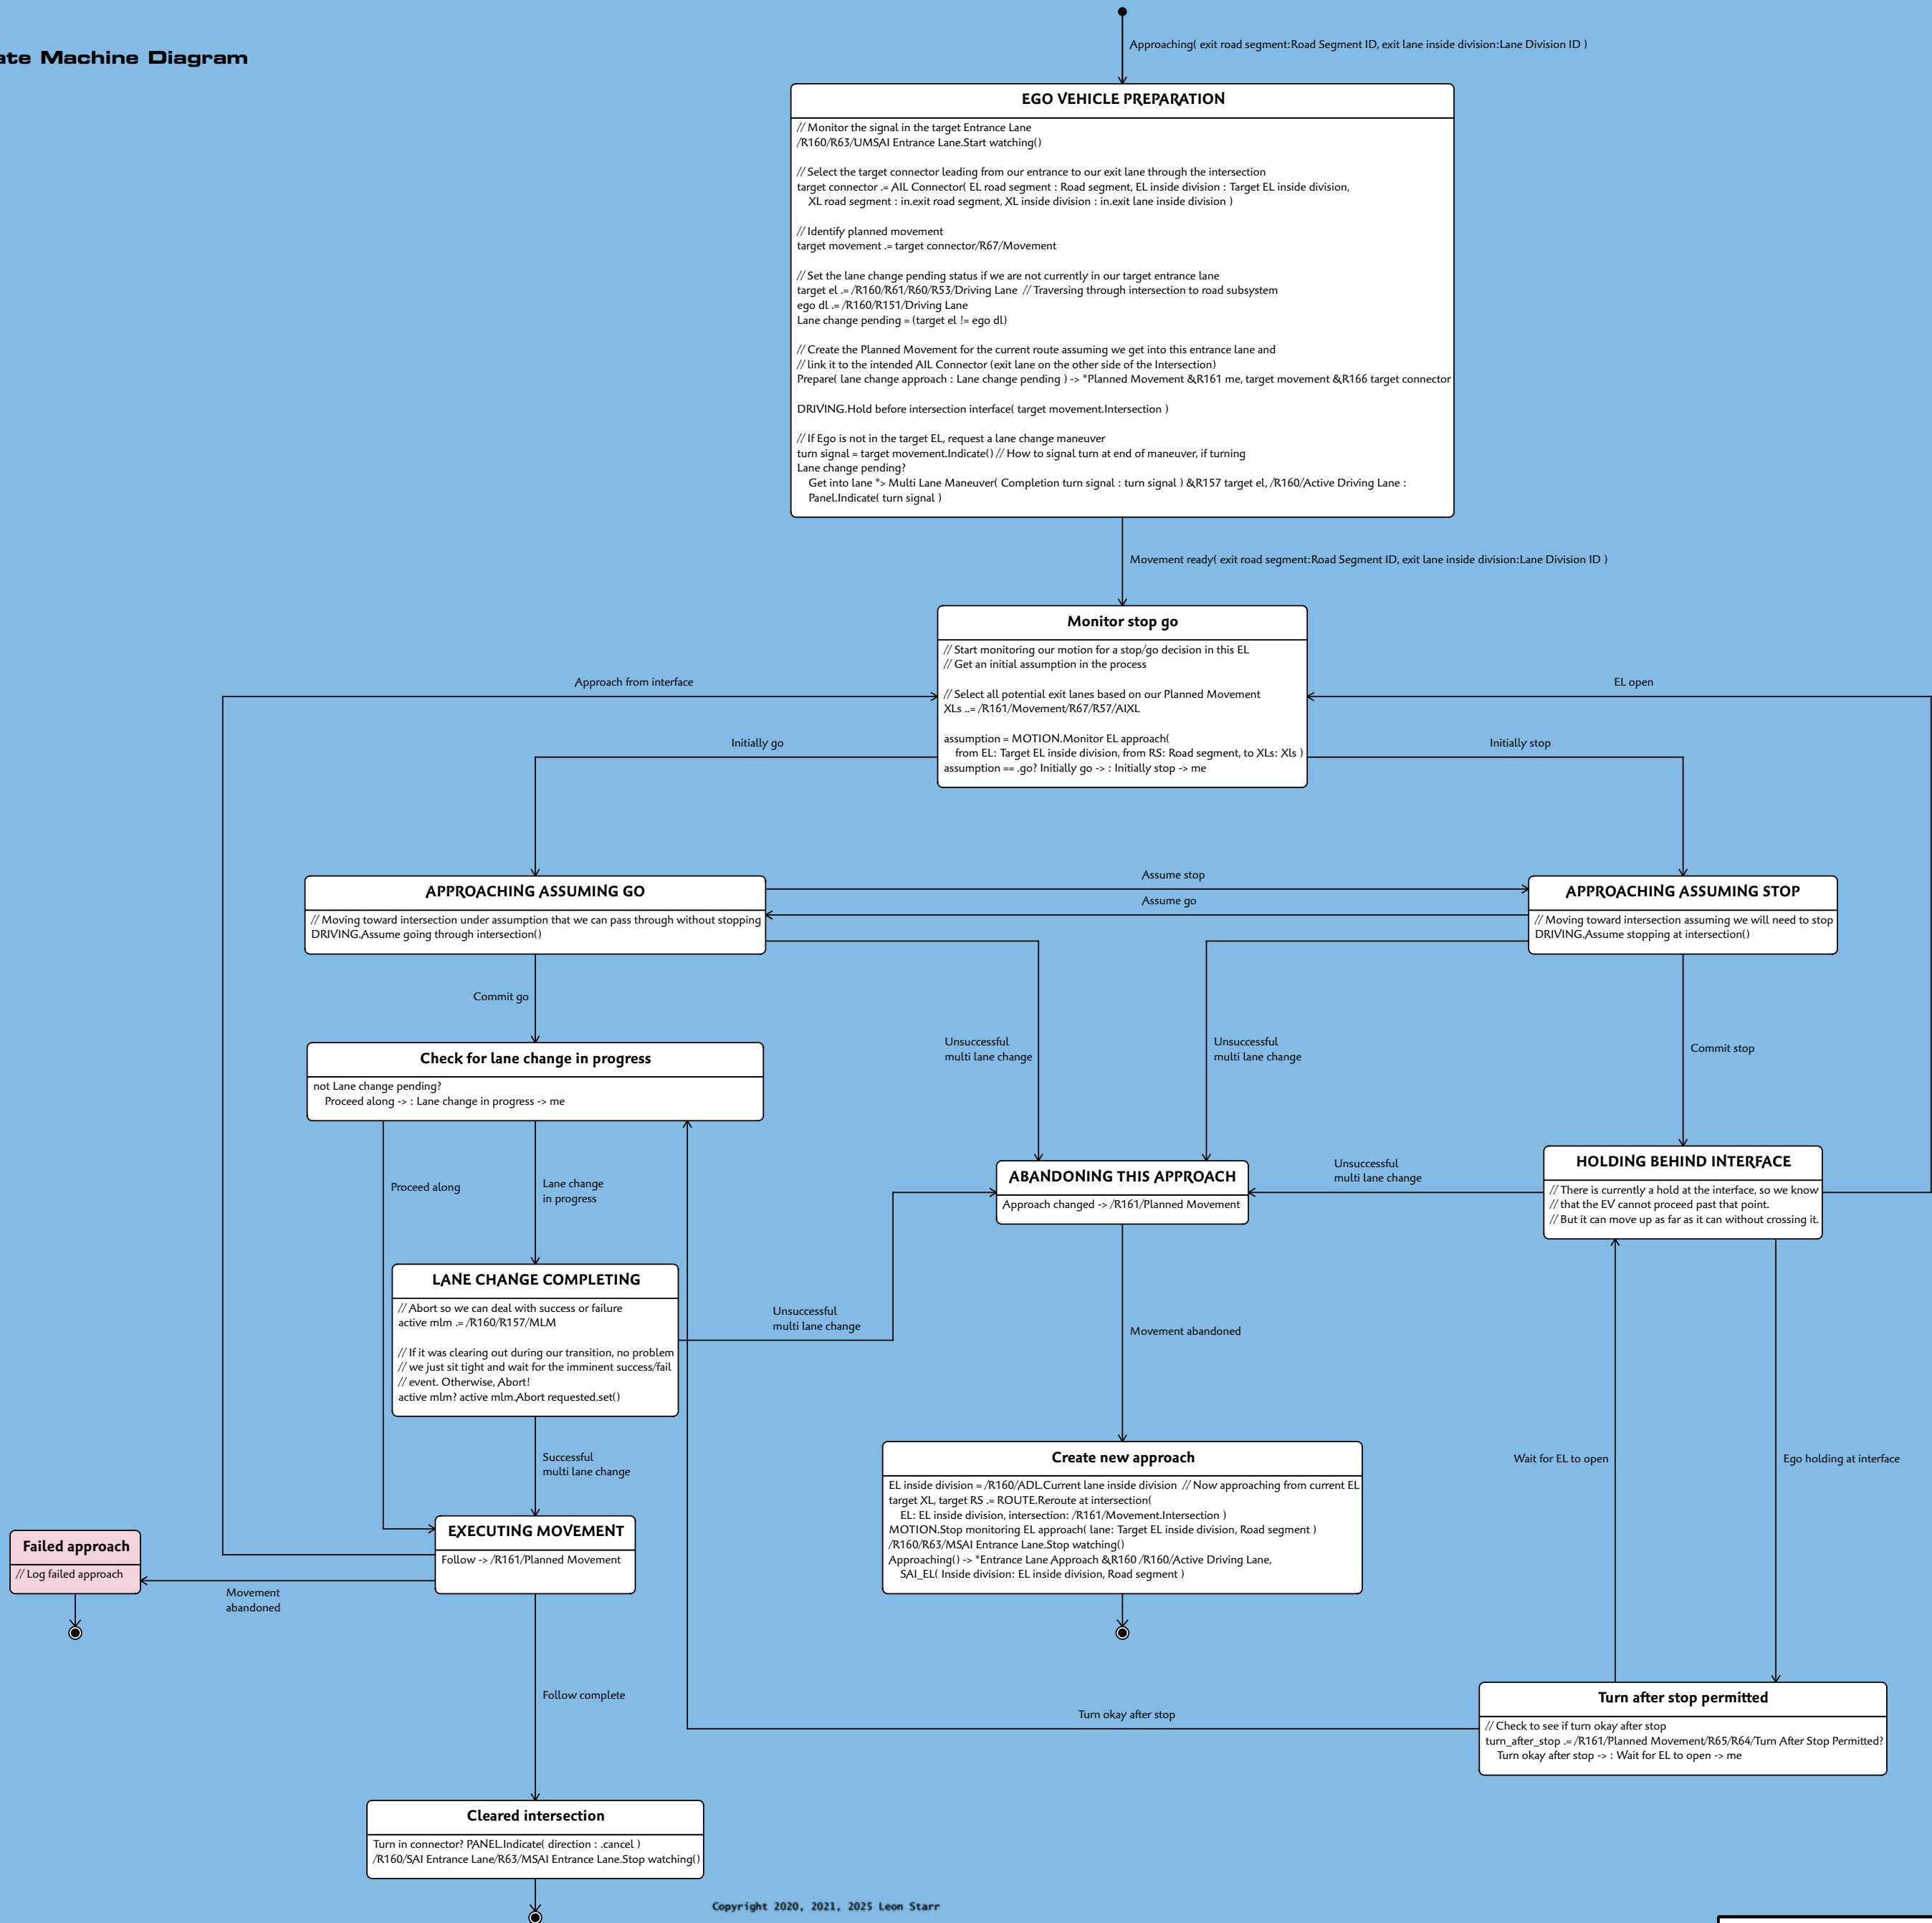 ate Machine Diagram
Approaching( exit road segment:Road Segment ID, exit lane inside division:Lane Division ID )
EGO VEHICLE PREPARATION
// Monitor the signal in the target Entrance Lane
/R160/R63/UMSAI Entrance Lane.Start watching()
// Select the target connector leading from our entrance to our exit lane through the intersection
target connector .= AIL Connector( EL road segment : Road segment, EL inside division : Target EL inside division,
XL road segment : in.exit road segment, XL inside division : in.exit lane inside division )
// Identify planned movement
target movement .= target connector/R67/Movement
// Set the lane change pending status if we are not currently in our target entrance lane
target el .= /R160/R61/R60/R53/Driving Lane // Traversing through intersection to road subsystem
ego dl .= /R160/R151/Driving Lane
Lane change pending = (target el != ego dl)
// Create the Planned Movement for the current route assuming we get into this entrance lane and
// link it to the intended AIL Connector (exit lane on the other side of the Intersection)
Prepare( lane change approach : Lane change pending ) -> *Planned Movement &R161 me, target movement &R166 target connector
DRIVING.Hold before intersection interface( target movement.Intersection )
// If Ego is not in the target EL, request a lane change maneuver
turn signal = target movement.Indicate() // How to signal turn at end of maneuver, if turning
Lane change pending?
Get into lane *> Multi Lane Maneuver( Completion turn signal : turn signal ) &R157 target el, /R160/Active Driving Lane :
Panel.Indicate( turn signal )
Movement ready( exit road segment:Road Segment ID, exit lane inside division:Lane Division ID )
Monitor stop go
// Start monitoring our motion for a stop/go decision in this EL
// Get an initial assumption in the process
// Select all potential exit lanes based on our Planned Movement
XLs ..= /R161/Movement/R67/R57/AIXL
assumption = MOTION.Monitor EL approach(
from EL: Target EL inside division, from RS: Road segment, to XLs: Xls )
assumption == .go? Initially go -> : Initially stop -> me
Approach from interface
EL open
Initially go
Initially stop
APPROACHING ASSUMING GO
// Moving toward intersection under assumption that we can pass through without stopping
DRIVING.Assume going through intersection()
Assume stop
Assume go
APPROACHING ASSUMING STOP
// Moving toward intersection assuming we will need to stop
DRIVING.Assume stopping at intersection()
Commit go
Unsuccessful
multi lane change
Unsuccessful
multi lane change
Commit stop
Check for lane change in progress
not Lane change pending?
Proceed along -> : Lane change in progress -> me
Proceed along
Lane change
in progress
ABANDONING THIS APPROACH
Approach changed -> /R161/Planned Movement
Unsuccessful
multi lane change
HOLDING BEHIND INTERFACE
// There is currently a hold at the interface, so we know
// that the EV cannot proceed past that point.
// But it can move up as far as it can without crossing it.
LANE CHANGE COMPLETING
// Abort so we can deal with success or failure
active mlm .= /R160/R157/MLM
// If it was clearing out during our transition, no problem
// we just sit tight and wait for the imminent success/fail
// event. Otherwise, Abort!
active mlm? active mlm.Abort requested.set()
Unsuccessful
multi lane change
Movement abandoned
Successful
multi lane change
Create new approach
EL inside division = /R160/ADL.Current lane inside division // Now approaching from current EL
target XL, target RS .= ROUTE.Reroute at intersection(
EL: EL inside division, intersection: /R161/Movement.Intersection )
MOTION.Stop monitoring EL approach( lane: Target EL inside division, Road segment )
/R160/R63/MSAI Entrance Lane.Stop watching()
Approaching() -> *Entrance Lane Approach &R160 /R160/Active Driving Lane,
SAI_EL( Inside division: EL inside division, Road segment )
Wait for EL to open
Ego holding at interface
EXECUTING MOVEMENT
Follow -> /R161/Planned Movement
Failed approach
// Log failed approach
Movement
abandoned
Follow complete
Turn okay after stop
Turn after stop permitted
// Check to see if turn okay after stop
turn_after_stop .= /R161/Planned Movement/R65/R64/Turn After Stop Permitted?
Turn okay after stop -> : Wait for EL to open -> me
Cleared intersection
Turn in connector? PANEL.Indicate( direction : .cancel )
/R160/SAI Entrance Lane/R63/MSAI Entrance Lane.Stop watching()
Copyright 2020, 2021, 2025 Leon Starr